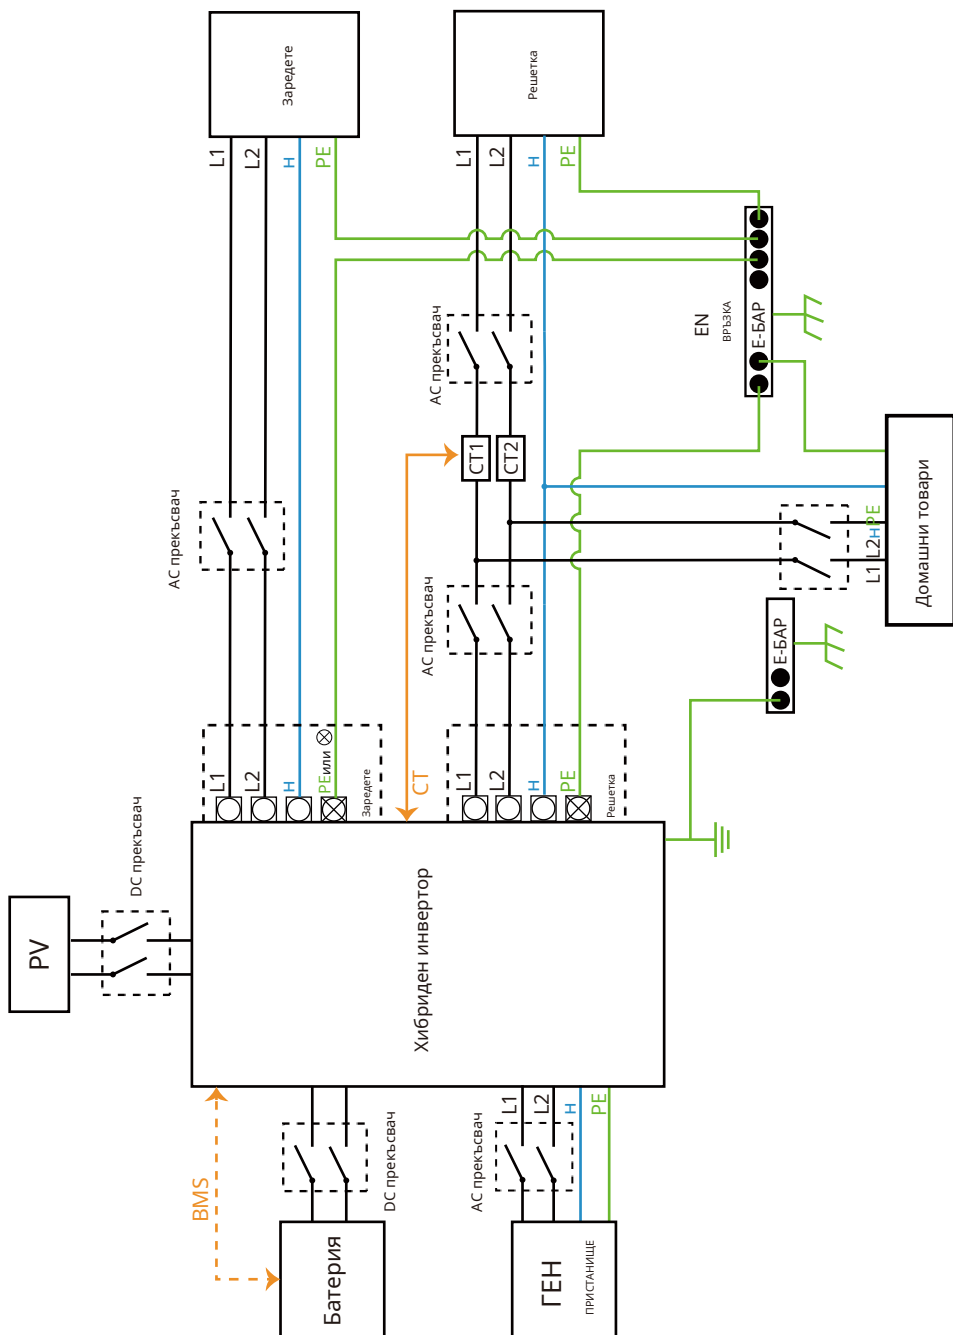 Заредете
L1
L2
н
PE
Решетка
L1
L2
н
PE
EN
ВРЪЗКА
Е-БАР
АС прекъсвач
CT1
CT2
АС прекъсвач
АС прекъсвач
Домашни товари
L1
L2
н
PE
Е-БАР
L1
L2
н
PEили
Заредете
CT
L1
L2
н
PE
Решетка
DC прекъсвач
PV
Хибриден инвертор
BMS
DC прекъсвач
Батерия
АС прекъсвач
L1
L2
н
PE
ГЕН
ПРИСТАНИЩЕ